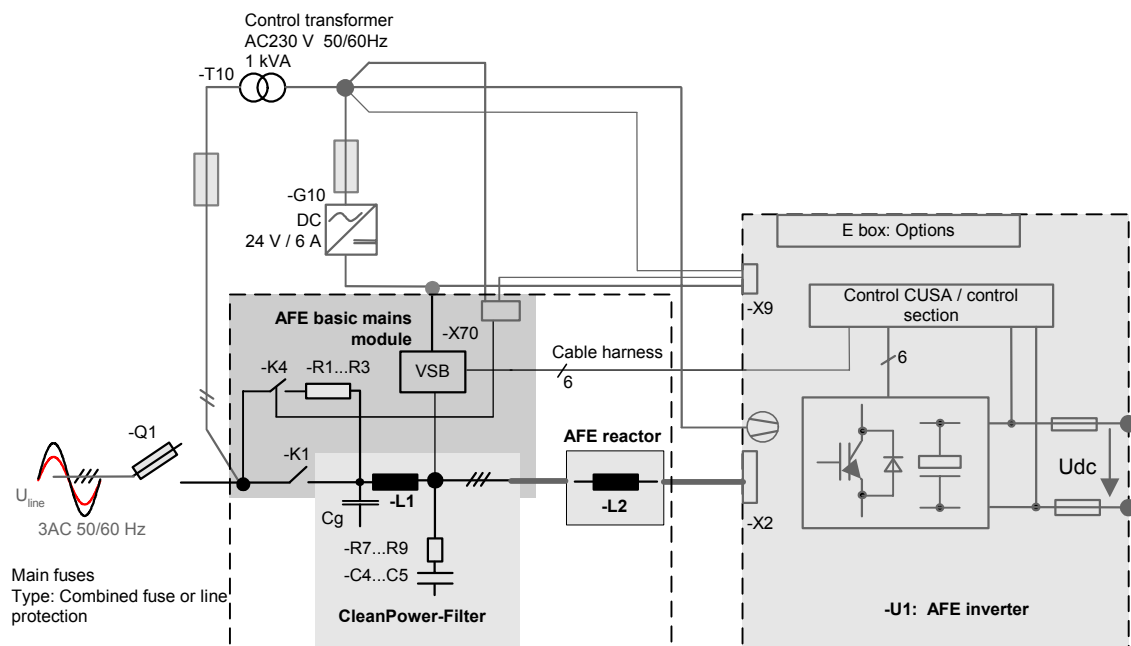 Control transformer
AC230 V 50/60Hz
1 kVA
-T10
-G10
DC
24 V / 6 A
E box: Options
-X9
Control CUSA / control
section
AFE basic mains
module
-X70
VSB
Cable harness
6
6
-K4
-R1...R3
-Q1
-K1
AFE reactor
-L1
-L2
-X2
Udc
Uline
3AC 50/60 Hz
Cg
-R7...R9
-C4...C5
Main fuses
Type: Combined fuse or line
protection
CleanPower-Filter
-U1: AFE inverter